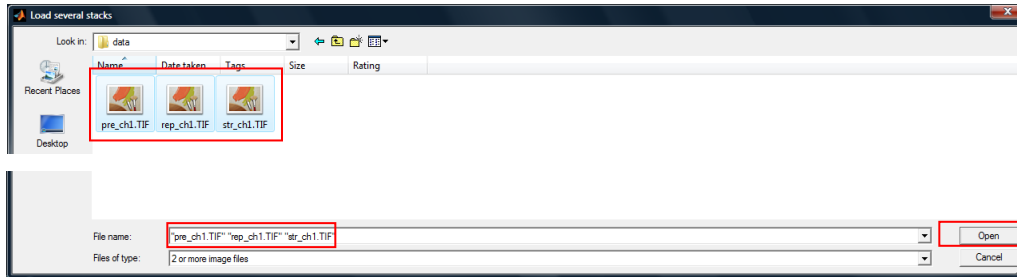 Load several stacks
Look in: data
Name Date taken Tags Size Rating
Recent Places
pre_ch1.TIF rep_ch1.TIF str_ch1.TIF
Desktop
File name: "pre_ch1.TIF" "rep_ch1.TIF" "str_ch1.TIF" Open
Files of type: 2 or more image files Cancel